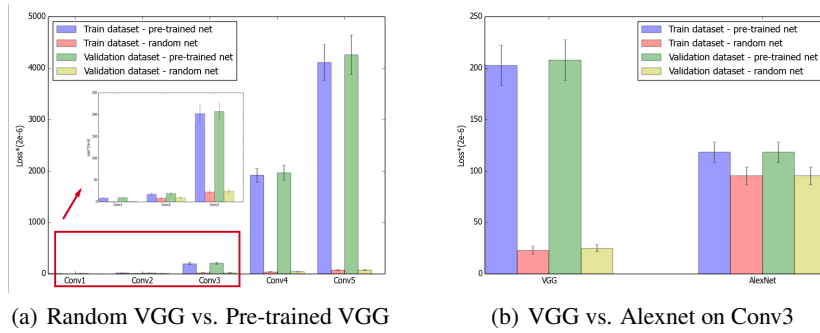 5000
4000
3000
2000
1000
0
Loss*(2e-6)
Train dataset - pre-trained net
Train dataset - random net
Validation dataset - pre-trained net
Validation dataset - random net
Conv1
Conv2
Conv3
Conv1 Conv2 Conv3 Conv4 Conv5
(a) Random VGG vs. Pre-trained VGG
250
200
150
100
50
0
Loss*(2e-6)
Train dataset - pre-trained net
Train dataset - random net
Validation dataset - pre-trained net
Validation dataset - random net
VGG AlexNet
(b) VGG vs. Alexnet on Conv3